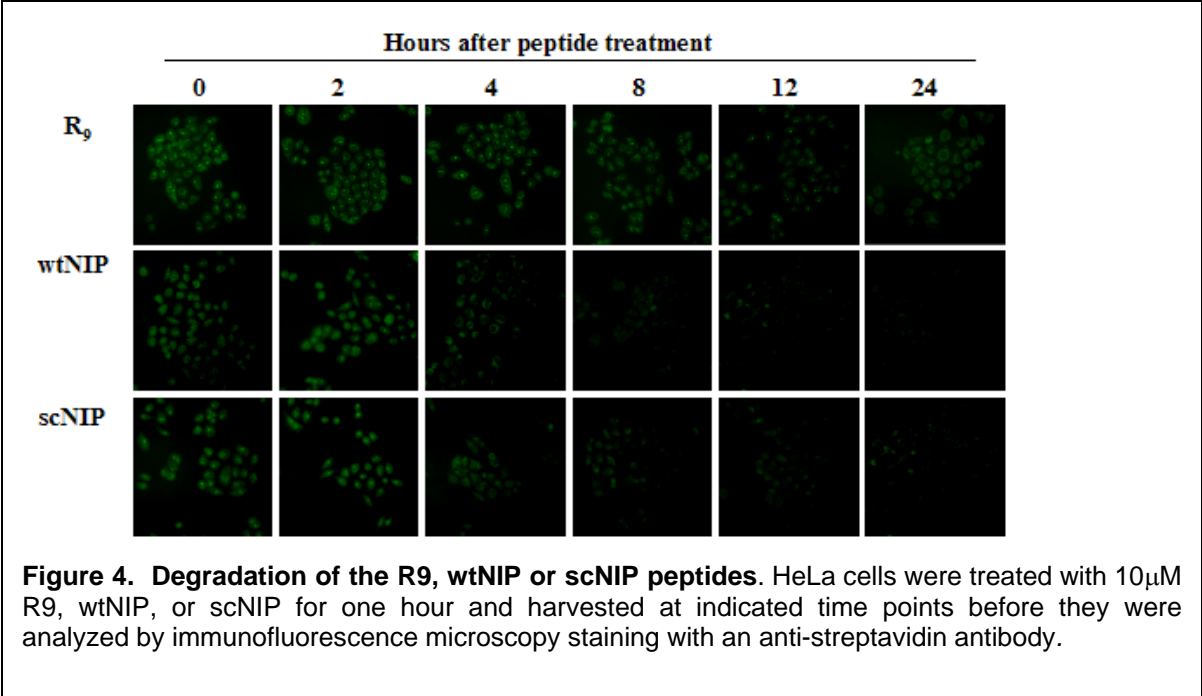 Hours after peptide treatment
0 2 4 8 12 24
R9
wtNIP
scNIP
Figure 4. Degradation of the R9, wtNIP or scNIP peptides. HeLa cells were treated with 10μM
R9, wtNIP, or scNIP for one hour and harvested at indicated time points before they were
analyzed by immunofluorescence microscopy staining with an anti-streptavidin antibody.